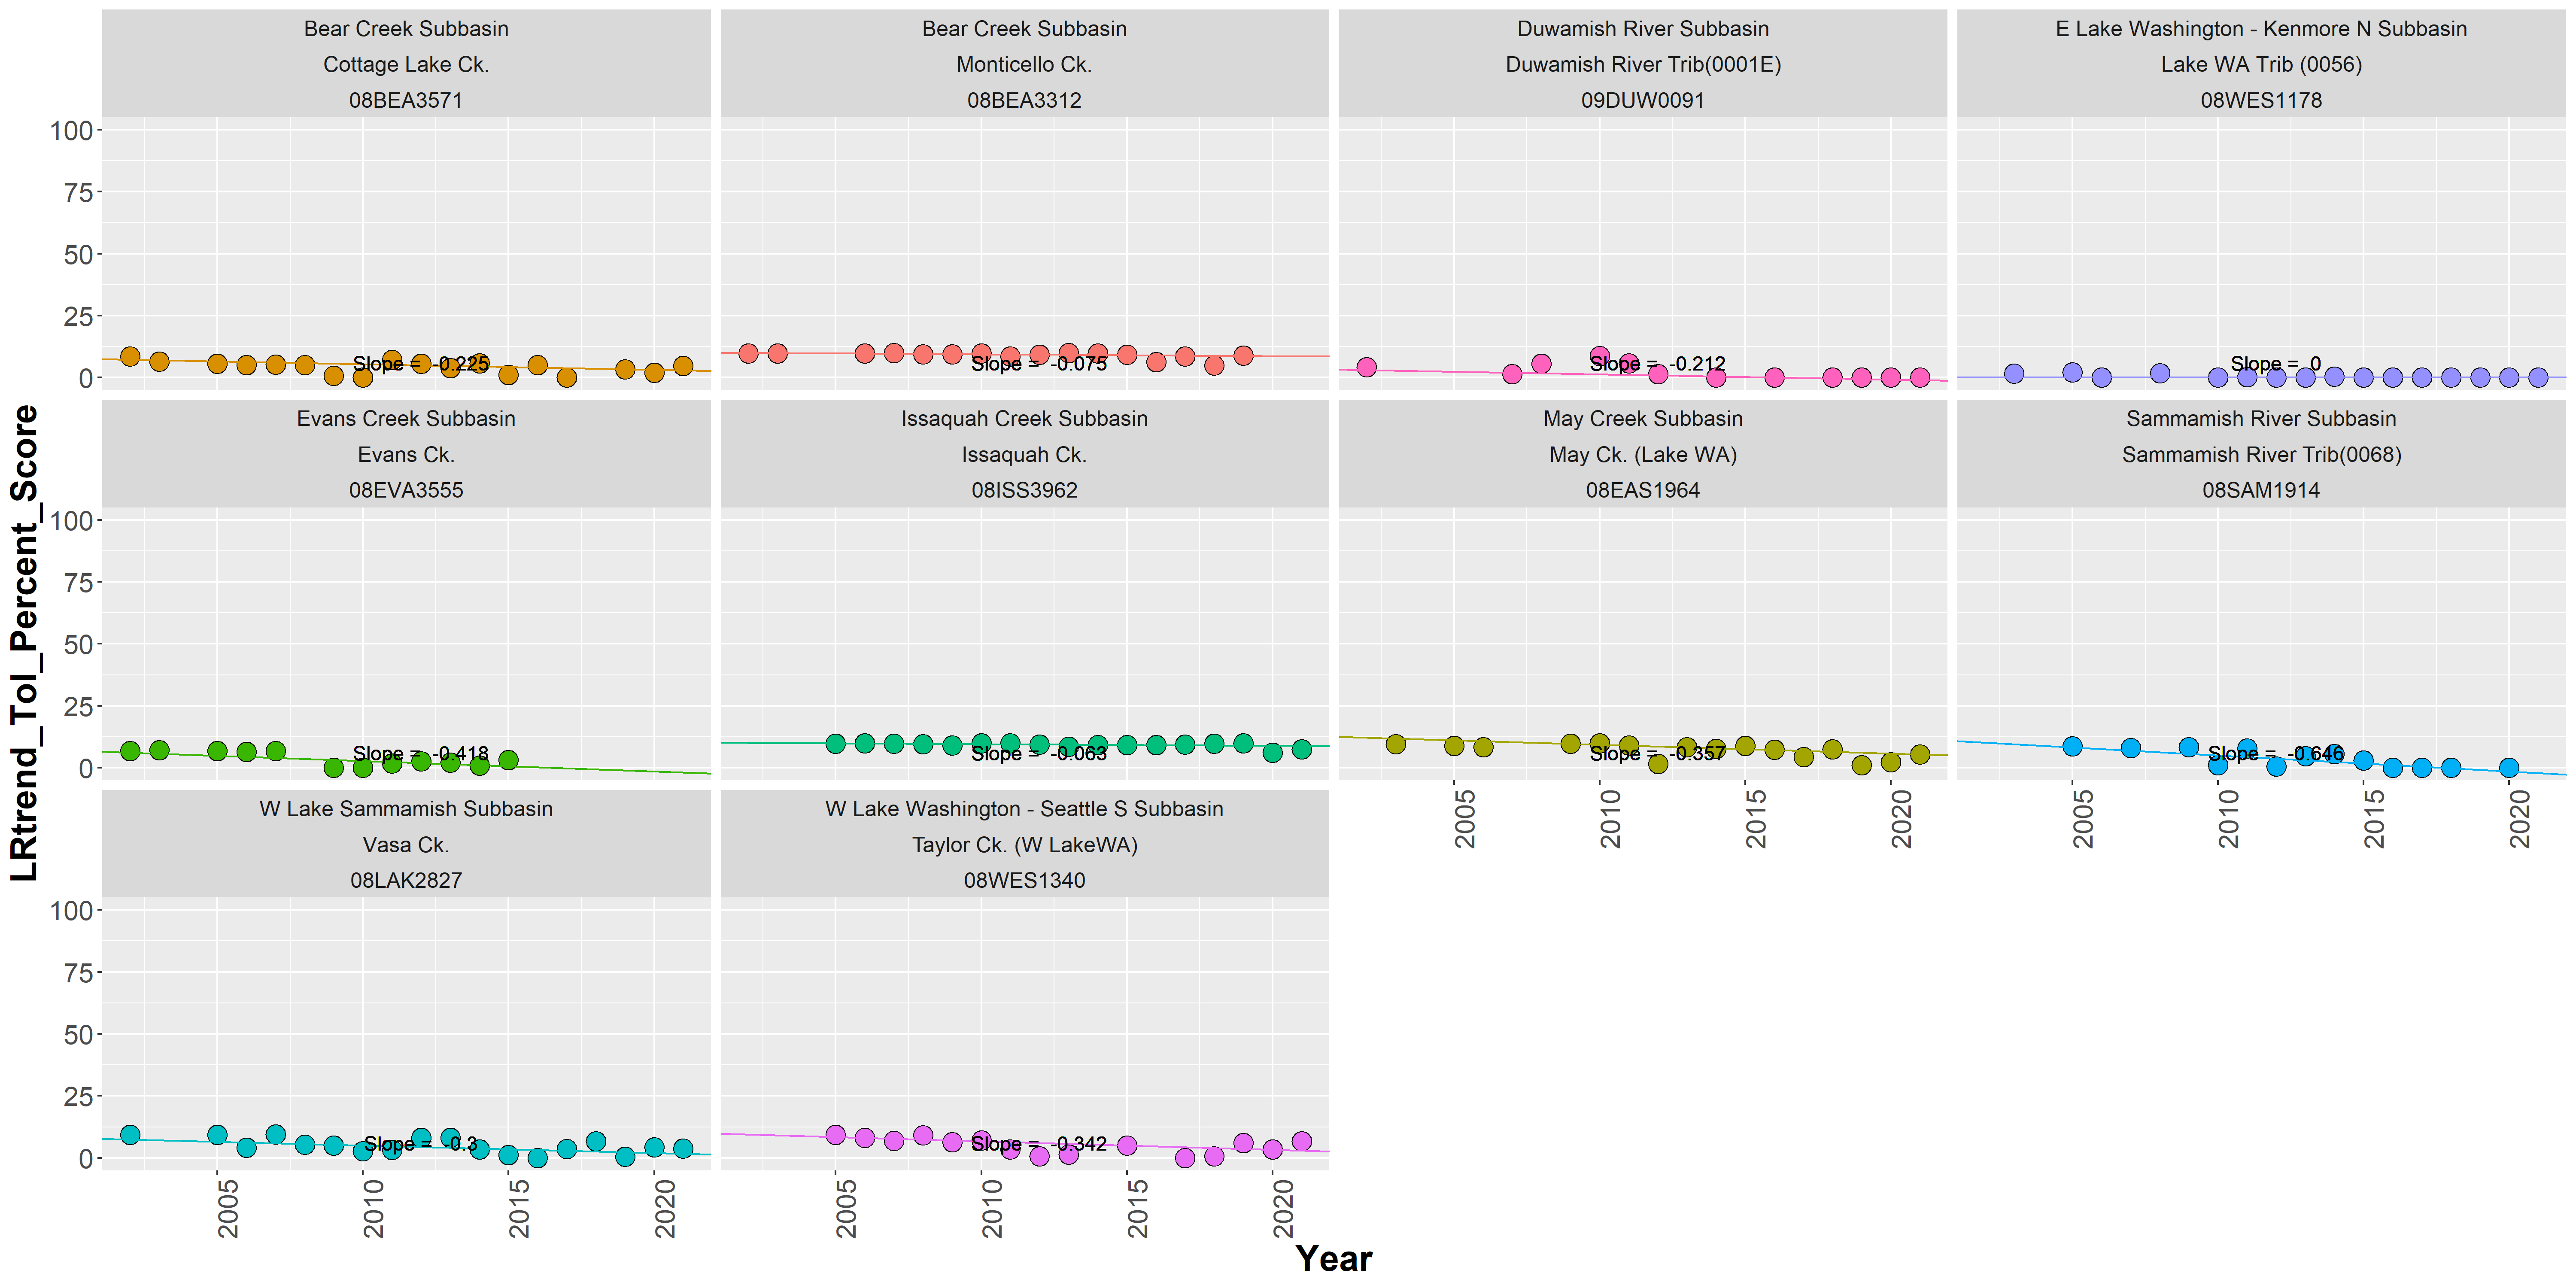 Bear Creek Subbasin
Cottage Lake Ck.
08BEA3571
Bear Creek Subbasin
Monticello Ck.
08BEA3312
Duwamish River Subbasin
Duwamish River Trib(0001E)
09DUW0091
E Lake Washington - Kenmore N Subbasin
Lake WA Trib (0056)
08WES1178
100
75
50
25
0
Slope = -0.225
Slope = -0.075
Slope = -0.212
Slope = 0
Evans Creek Subbasin
Evans Ck.
08EVA3555
Issaquah Creek Subbasin
Issaquah Ck.
08ISS3962
May Creek Subbasin
May Ck. (Lake WA)
08EAS1964
Sammamish River Subbasin
Sammamish River Trib(0068)
08SAM1914
100
75
50
25
0
Slope = -0.418
Slope = -0.063
Slope = -0.357
Slope = -0.646
2005
2010
2015
2020
2005
2010
2015
2020
W Lake Sammamish Subbasin
Vasa Ck.
08LAK2827
W Lake Washington - Seattle S Subbasin
Taylor Ck. (W LakeWA)
08WES1340
100
75
50
25
0
Slope = -0.3
Slope = -0.342
2005
2010
2015
2020
2005
2010
2015
2020
Year
LRtrend_Tol_Percent_Score